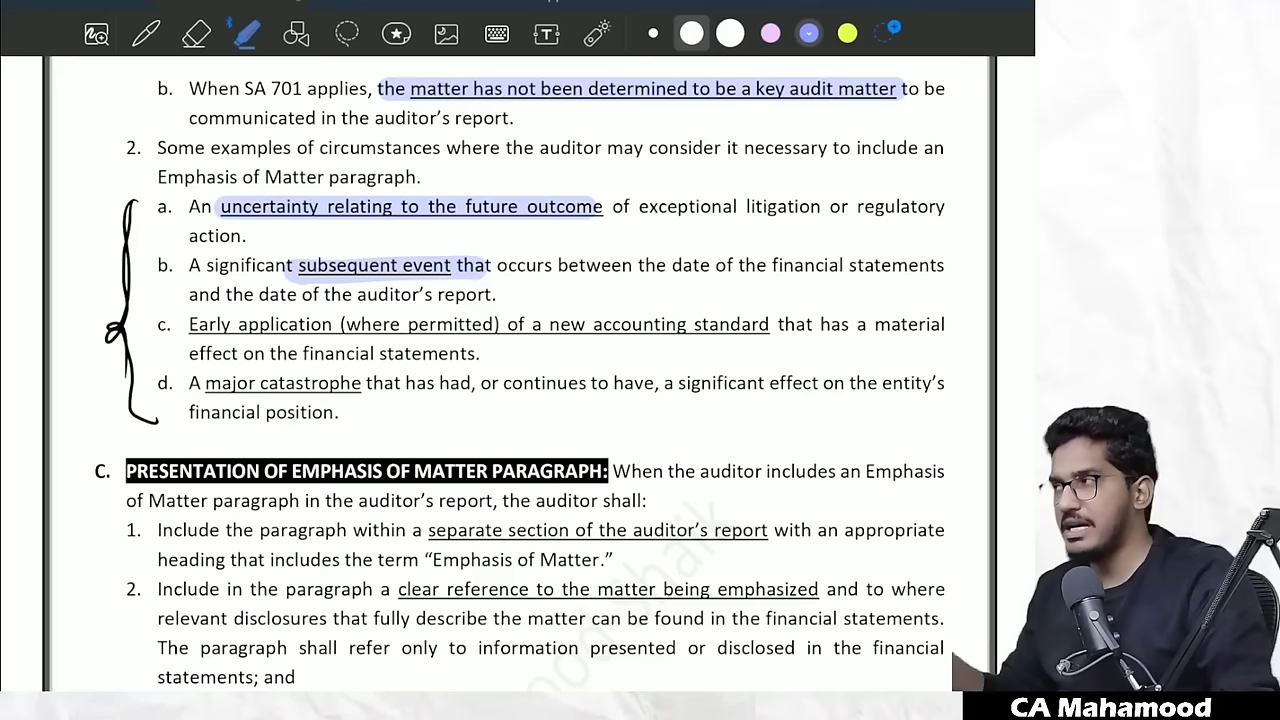 b. When SA 701 applies, the matter has not been determined to be a key audit matter to be
communicated in the auditor's report.
2. Some examples of circumstances where the auditor may consider it necessary to include an
Emphasis of Matter paragraph.
a. An uncertainty relating to the future outcome of exceptional litigation or regulatory
action.
b. A significant subsequent event that occurs between the date of the financial statements
and the date of the auditor's report.
c. Early application (where permitted) of a new accounting standard that has a material
effect on the financial statements.
d. A major catastrophe that has had, or continues to have, a significant effect on the entity's
financial position.
C. PRESENTATION OF EMPHASIS OF MATTER PARAGRAPH: When the auditor includes an Emphasis
of Matter paragraph in the auditor's report, the auditor shall:
1. Include the paragraph within a separate section of the auditor's report with an appropriate
heading that includes the term “Emphasis of Matter.”
2. Include in the paragraph a clear reference to the matter being emphasized and to where
relevant disclosures that fully describe the matter can be found in the financial statements.
The paragraph shall refer only to information presented or disclosed in the financial
statements; and
CA Mahamood